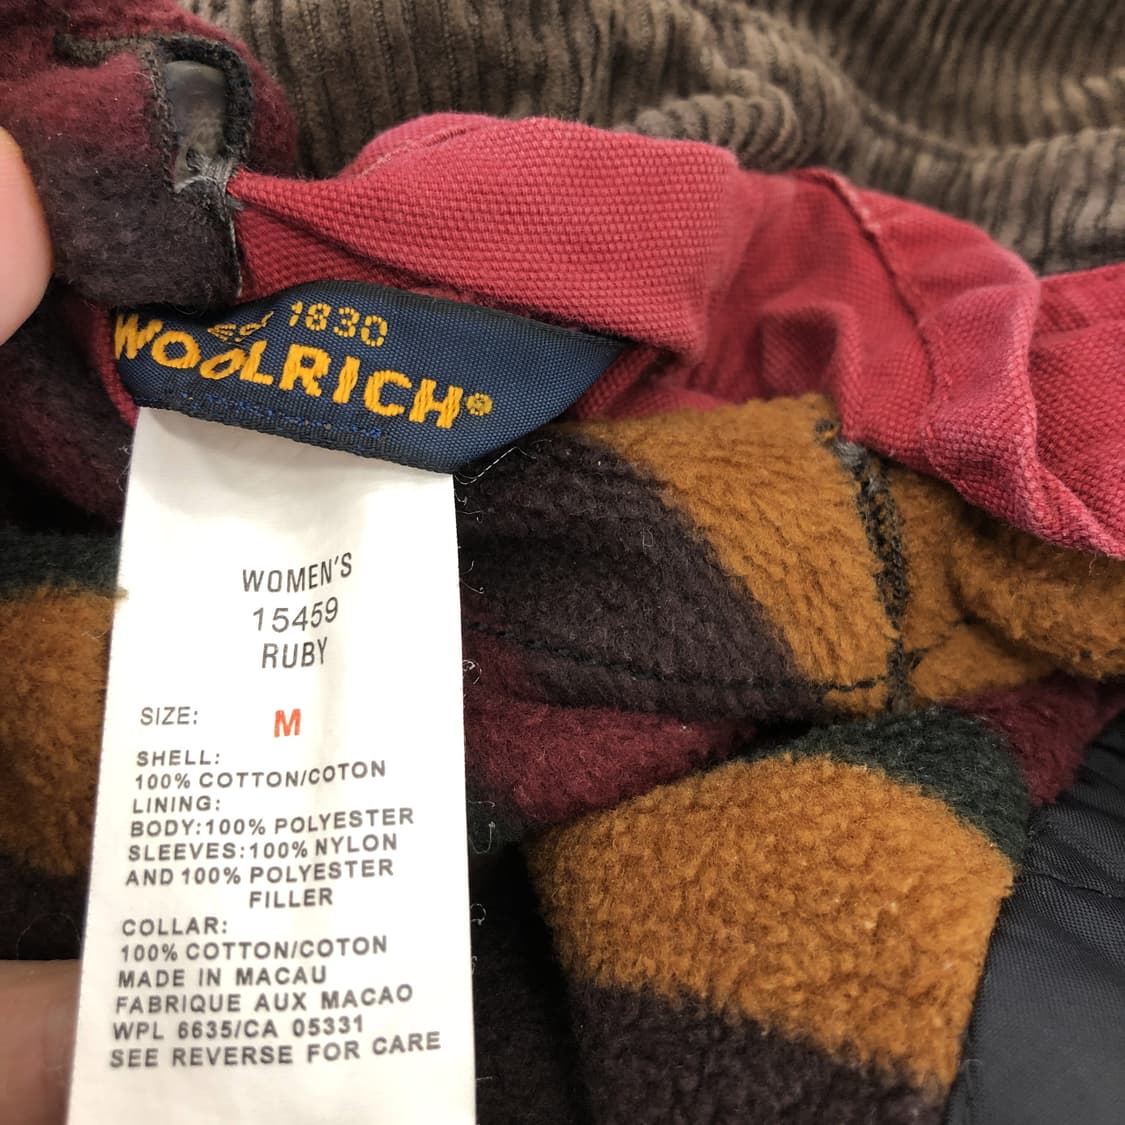 1830
WOOLRICH®
WOMEN'S
15459
RUBY
SIZE: M
SHELL:
100% COTTON/COTON
LINING:
BODY:100% POLYESTER
SLEEVES:100% NYLON
AND 100% POLYESTER
FILLER
COLLAR:
100% COTTON/COTON
MADE IN MACAU
FABRIQUE AUX MACAO
WPL 6635/CA 05331
SEE REVERSE FOR CARE